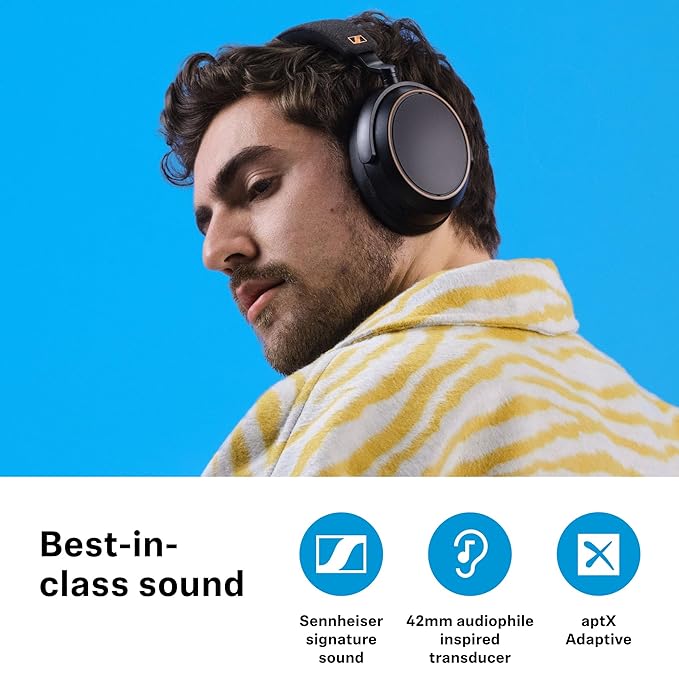 Best-in-
class sound
Sennheiser
signature
sound
42mm audiophile
inspired
transducer
aptX
Adaptive